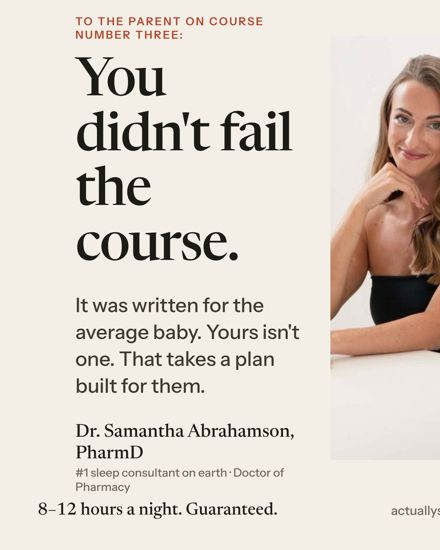 TO THE PARENT ON COURSE
NUMBER THREE:
You
didn't fail
the
course.
It was written for the
average baby. Yours isn't
one. That takes a plan
built for them.
Dr. Samantha Abrahamson,
PharmD
#1 sleep consultant on earth · Doctor of
Pharmacy
8–12 hours a night. Guaranteed.
actuallys